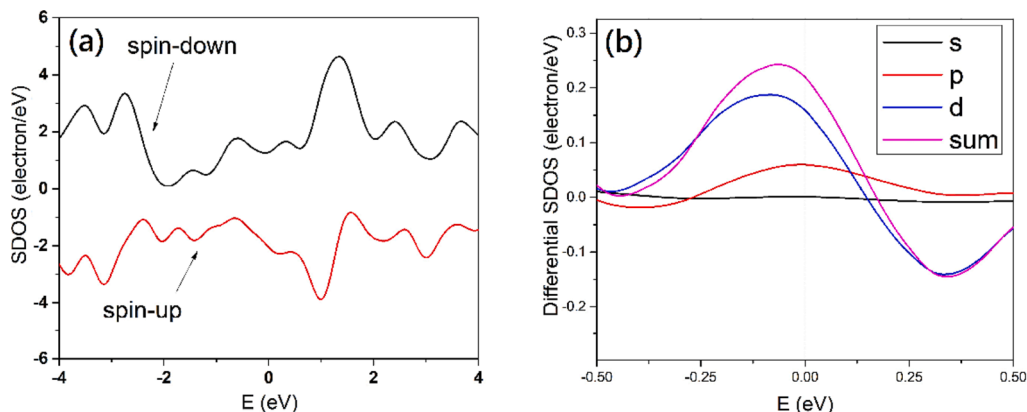 (a)
spin-down
spin-up
SDOS (electron/eV)
6
4
2
0
-2
-4
-6
-4
-2
0
2
4
E (eV)
(b)
s
p
d
sum
Differential SDOS (electron/eV)
0.3
0.2
0.1
0.0
-0.1
-0.2
-0.50
-0.25
0.00
0.25
0.50
E (eV)